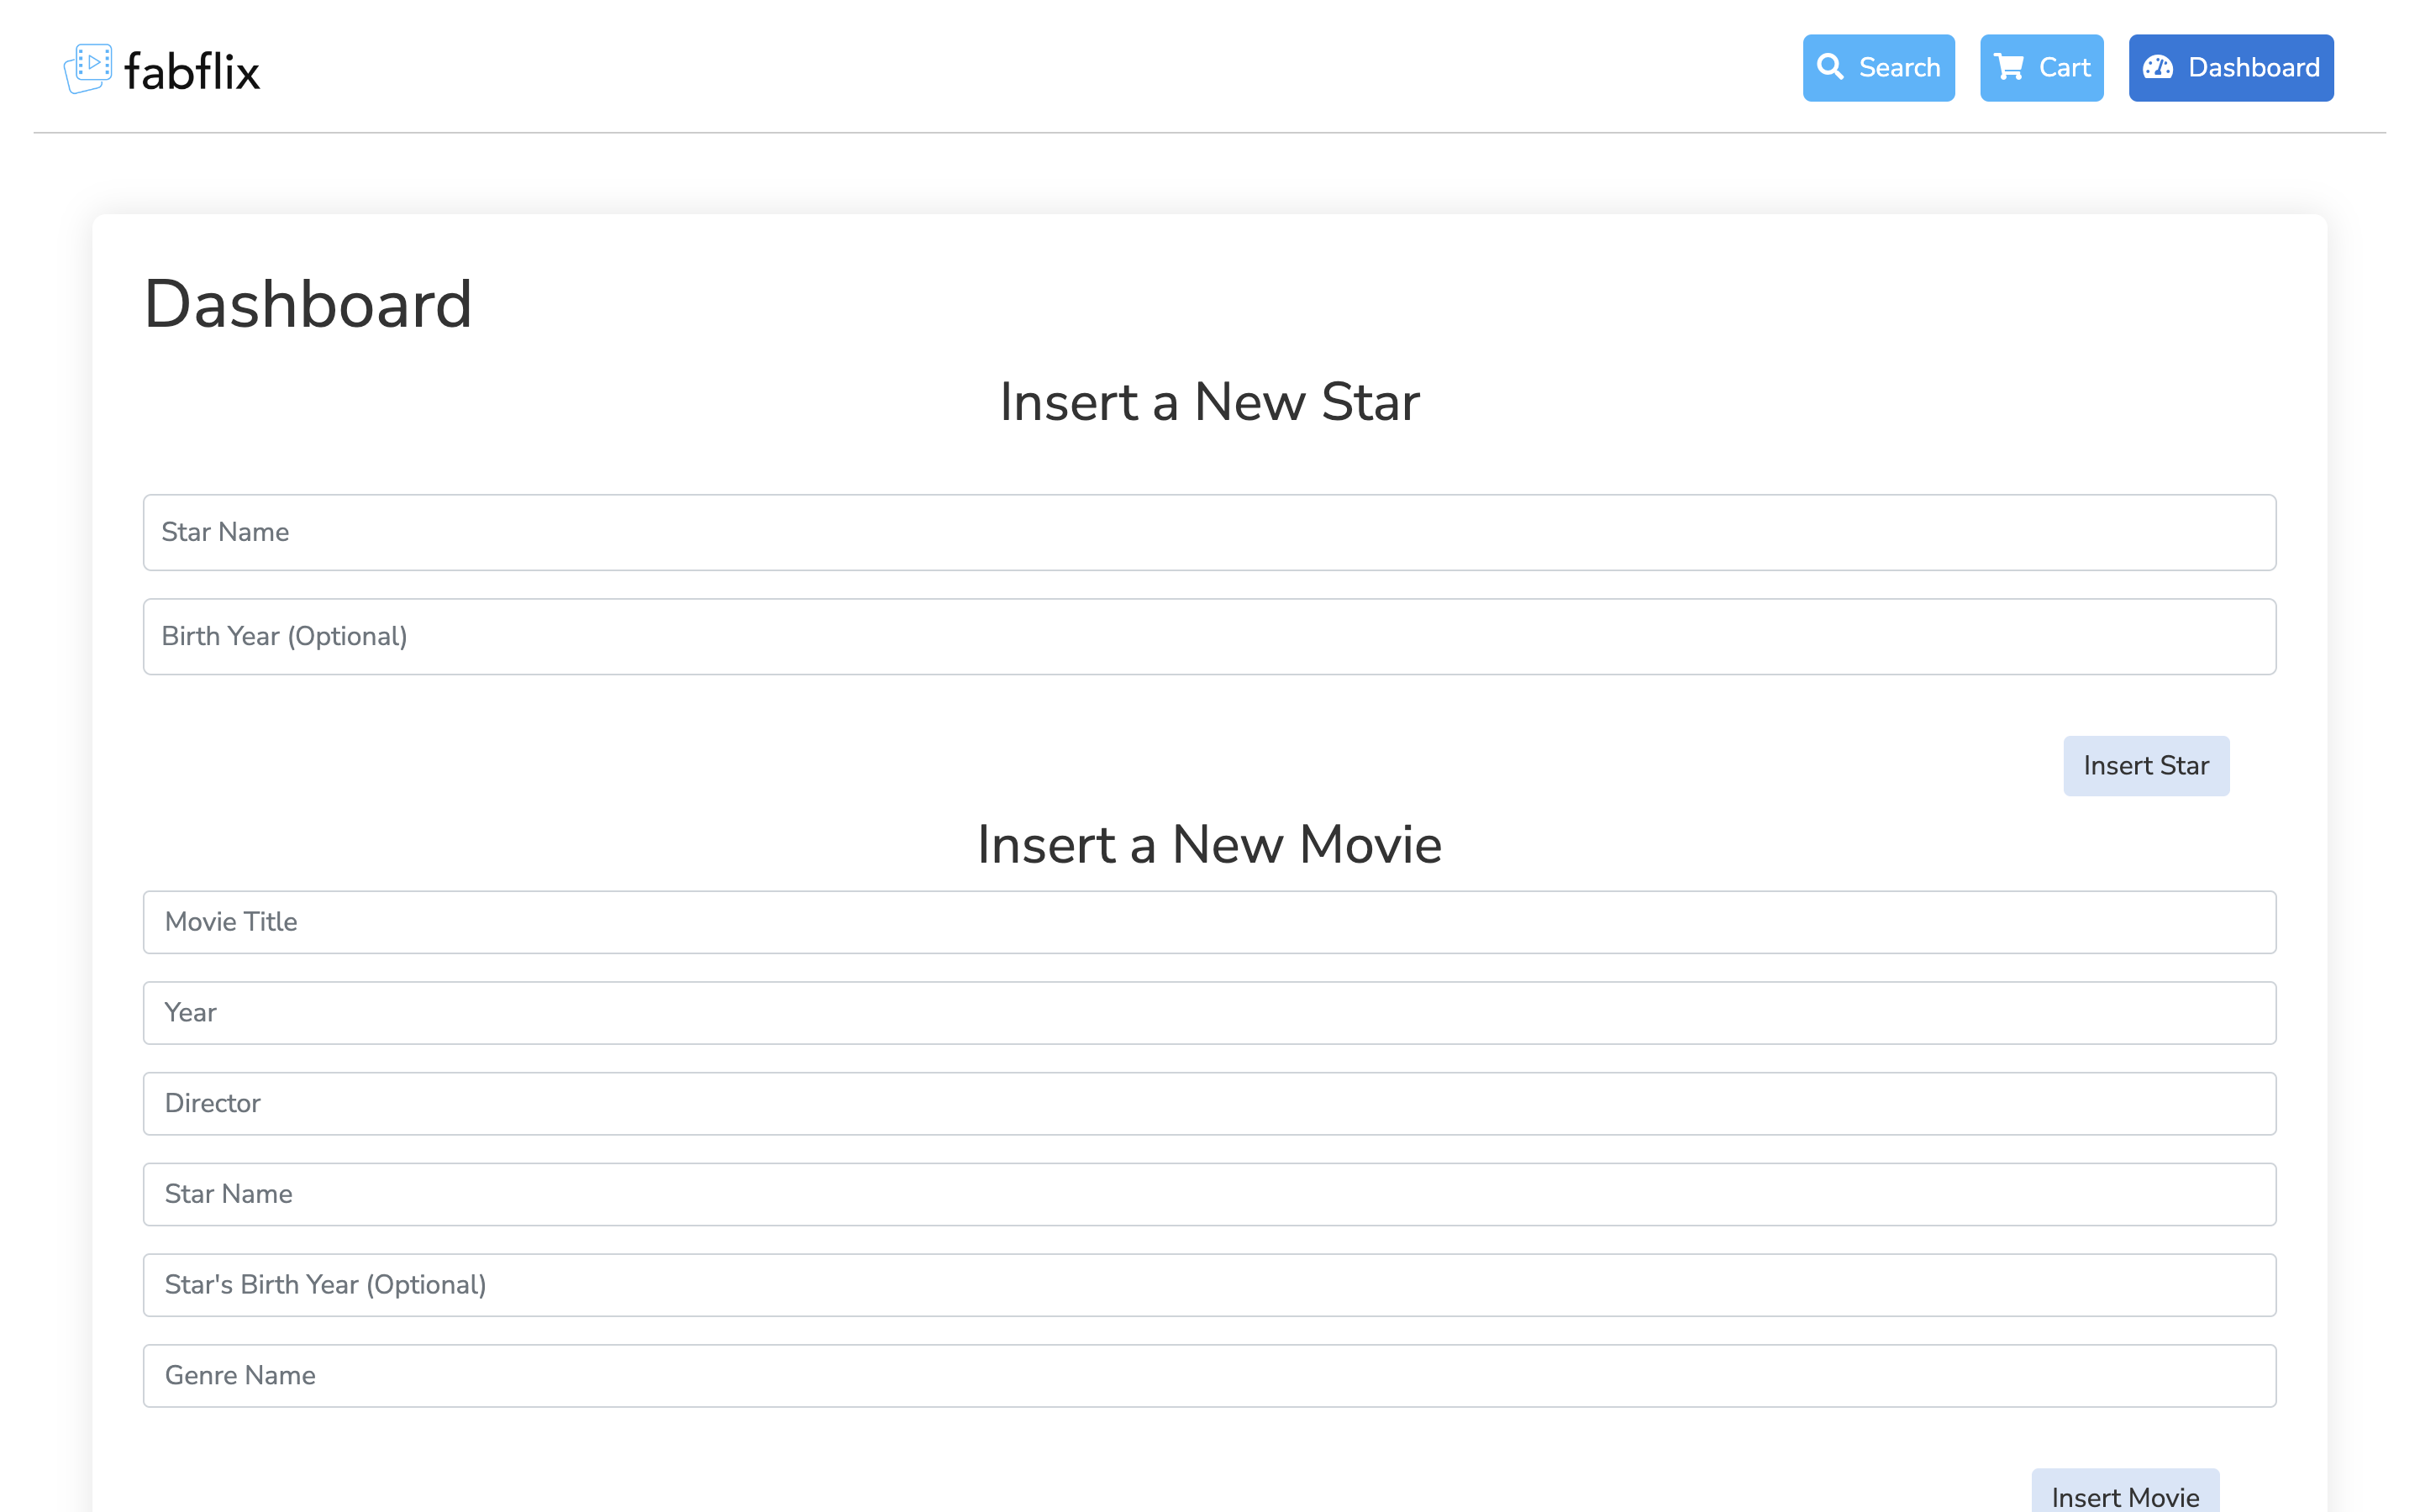 fabflix
Search
Cart
Dashboard
Dashboard
Insert a New Star
Star Name
Birth Year (Optional)
Insert Star
Insert a New Movie
Movie Title
Year
Director
Star Name
Star's Birth Year (Optional)
Genre Name
Insert Movie